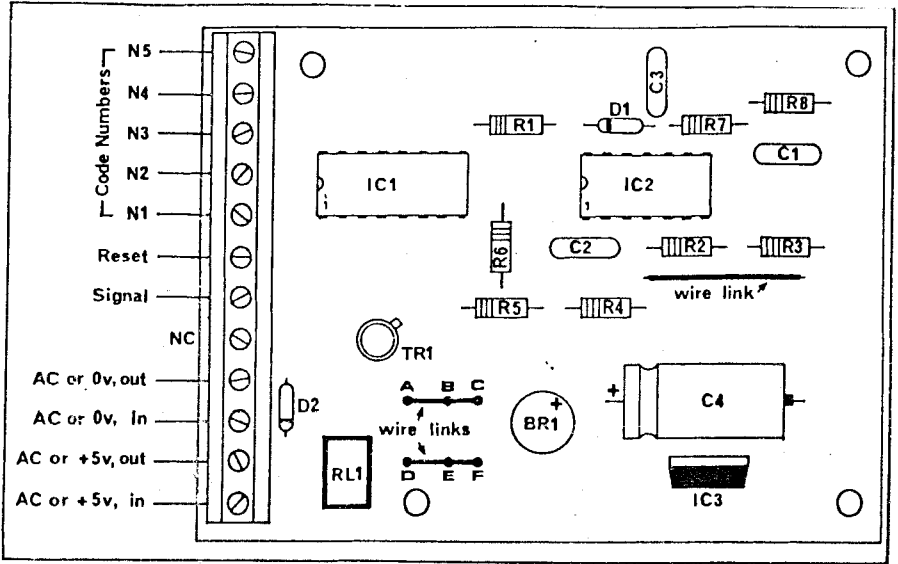 N5
N4
N3
N2
N1
Code Numbers
Reset
Signal
NC
AC or 0v, out
AC or 0v, in
AC or +5v, out
AC or +5v, in
C3
D1
R8
R1
R7
C1
IC1
1
IC2
1
R6
C2
R2
R3
wire link
R5
R4
TR1
A B C
D2
wire links
BR1
+
+
C4
RL1
D E F
IC3